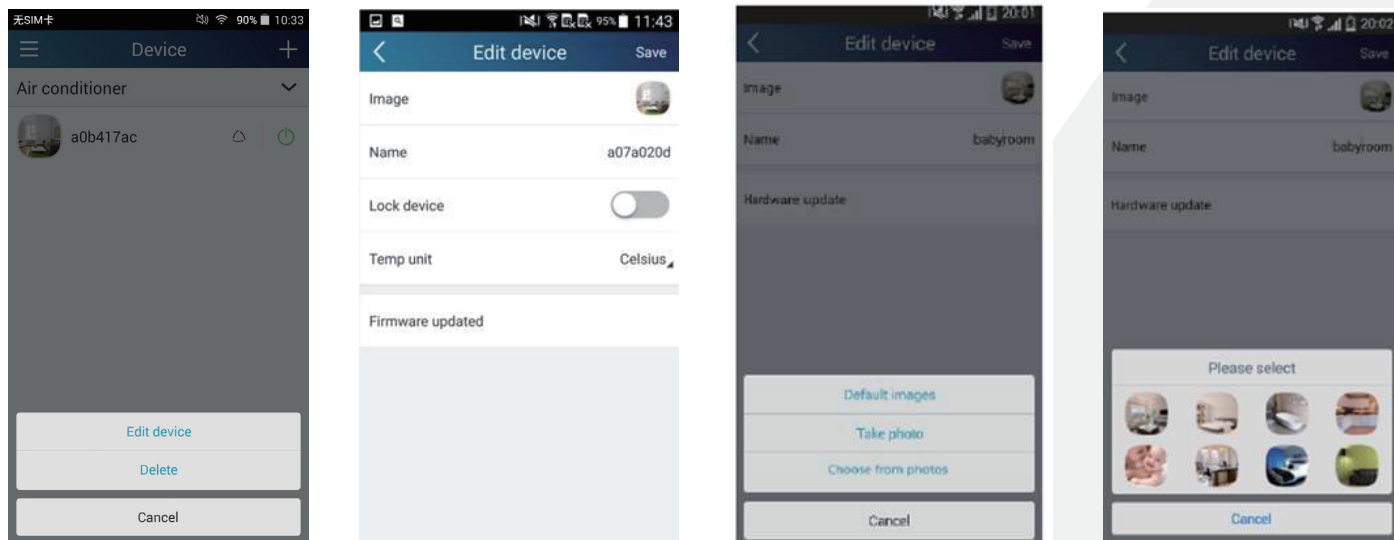 无SIM卡 90% 10:33
Device
Air conditioner
a0b417ac
Edit device
Delete
Cancel
95% 11:43
Edit device Save
Image
Name a07a020d
Lock device
Temp unit Celsius
Firmware updated
20:01
Edit device Save
Image
Name babyroom
Hardware update
Default images
Take photo
Choose from photos
Cancel
20:02
Edit device Save
Image
Name babyroom
Hardware update
Please select
Cancel